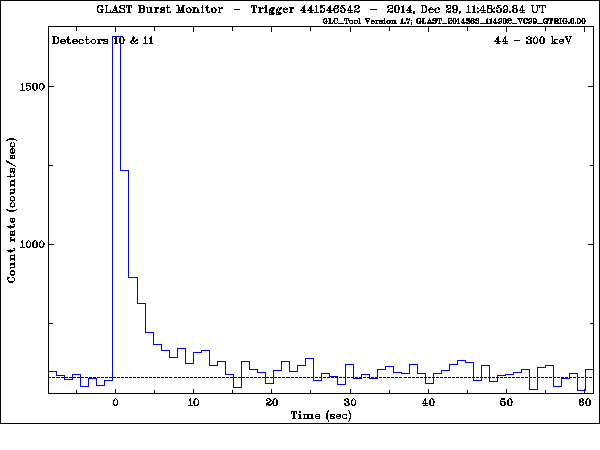 GLAST Burst Monitor - Trigger 441546542 - 2014, Dec 29, 11:48:59.84 UT
GLC_Tool Version 1.7; GLAST_2014363_114902_VC09_GTRIG.0.00
Detectors 10 & 11 44 - 300 keV
1500
1000
Count rate (counts/sec)
0 10 20 30 40 50 60
Time (sec)